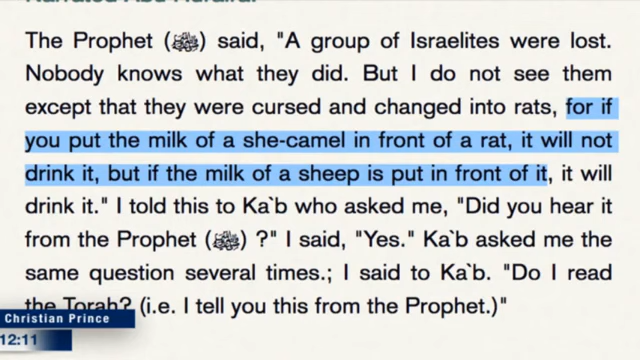 The Prophet (ﷺ) said, "A group of Israelites were lost.
Nobody knows what they did. But I do not see them
except that they were cursed and changed into rats, for if
you put the milk of a she-camel in front of a rat, it will not
drink it, but if the milk of a sheep is put in front of it, it will
drink it." I told this to Ka`b who asked me, "Did you hear it
from the Prophet (ﷺ) ?" I said, "Yes." Ka`b asked me the
same question several times.; I said to Ka`b. "Do I read
the Torah? (i.e. I tell you this from the Prophet.)"
Christian Prince
12:11